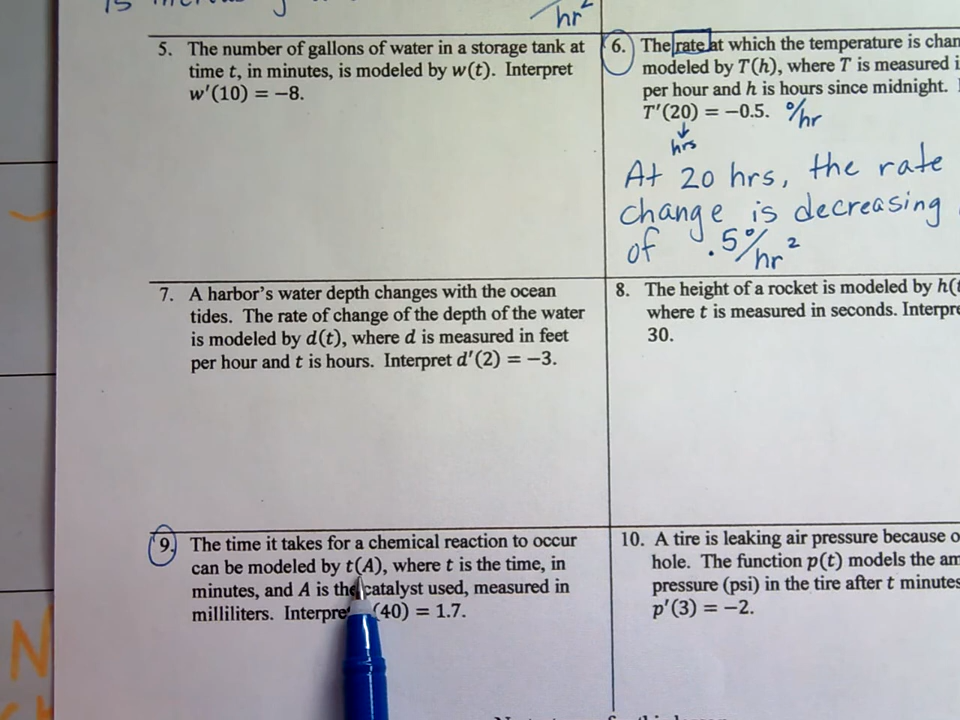 hr²
5. The number of gallons of water in a storage tank at
time t, in minutes, is modeled by w(t). Interpret
w′(10) = −8.
6. The rate at which the temperature is chan
modeled by T(h), where T is measured i
per hour and h is hours since midnight.
T′(20) = −0.5. °/hr
hrs
At 20 hrs, the rate
change is decreasing
of .5°/hr²
7. A harbor's water depth changes with the ocean
tides. The rate of change of the depth of the water
is modeled by d(t), where d is measured in feet
per hour and t is hours. Interpret d′(2) = −3.
8. The height of a rocket is modeled by h(t
where t is measured in seconds. Interpre
30.
9. The time it takes for a chemical reaction to occur
can be modeled by t(A), where t is the time, in
minutes, and A is the catalyst used, measured in
milliliters. Interpre (40) = 1.7.
10. A tire is leaking air pressure because o
hole. The function p(t) models the am
pressure (psi) in the tire after t minutes
p′(3) = −2.